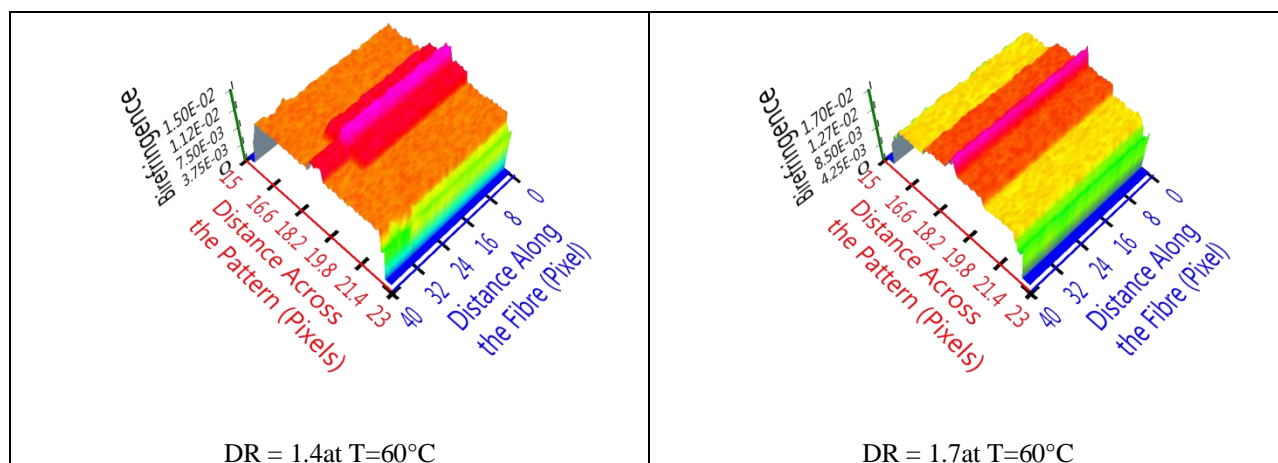 Birefringence
1.50E-02
1.12E-02
7.50E-03
3.75E-03
0
15
16.6
18.2
19.8
21.4
23
Distance Across
the Pattern (Pixels)
40
32
24
16
8
0
Distance Along
the Fibre (Pixel)
DR = 1.4at T=60°C
Birefringence
1.70E-02
1.27E-02
8.50E-03
4.25E-03
0
15
16.6
18.2
19.8
21.4
23
Distance Across
the Pattern (Pixels)
40
32
24
16
8
0
Distance Along
the Fibre (Pixel)
DR = 1.7at T=60°C